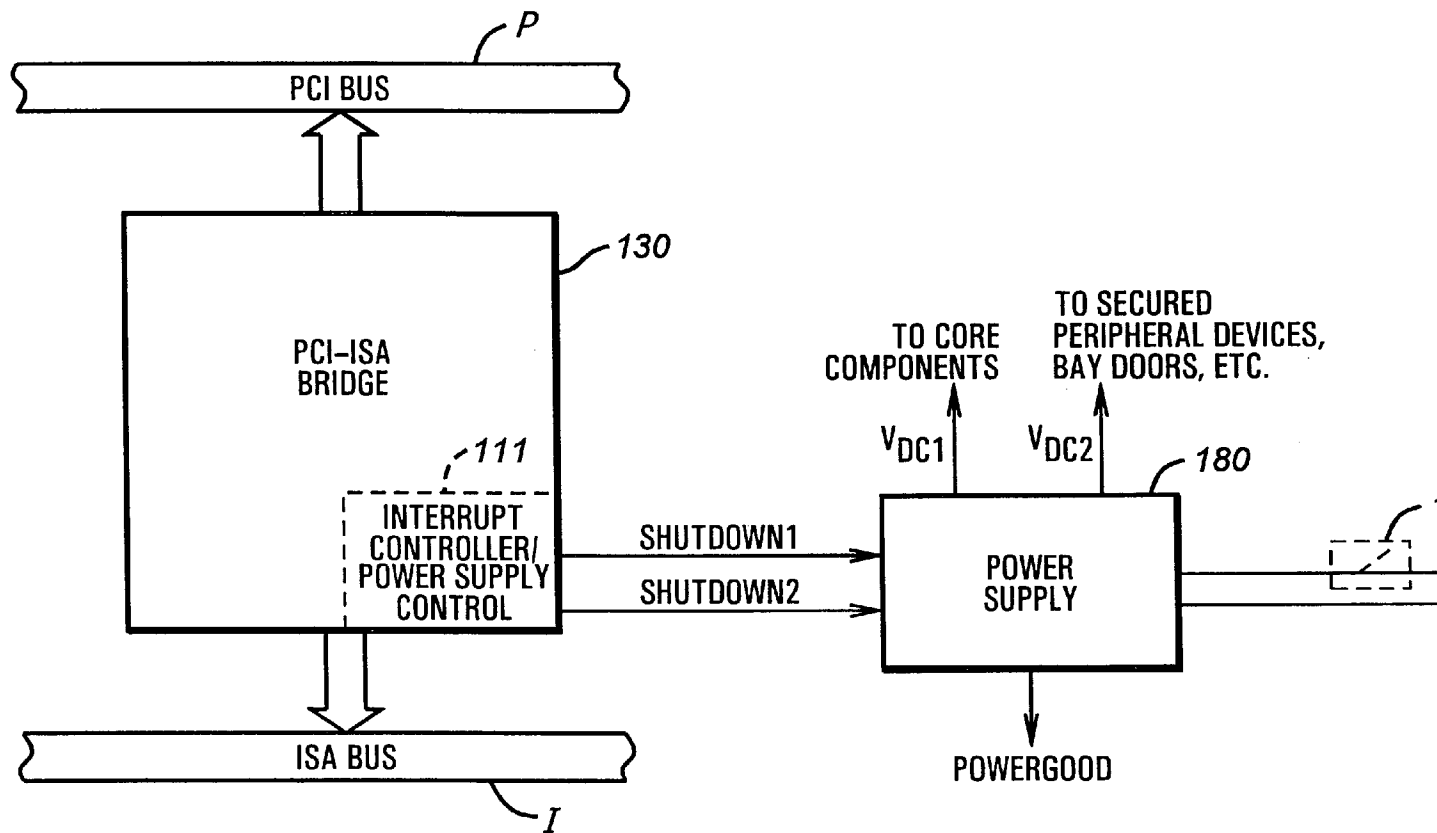 P
PCI BUS
130
PCI-ISA
BRIDGE
111
INTERRUPT
CONTROLLER/
POWER SUPPLY
CONTROL
SHUTDOWN1
SHUTDOWN2
TO CORE
COMPONENTS
TO SECURED
PERIPHERAL DEVICES,
BAY DOORS, ETC.
VDC1
VDC2
180
POWER
SUPPLY
POWERGOOD
ISA BUS
I